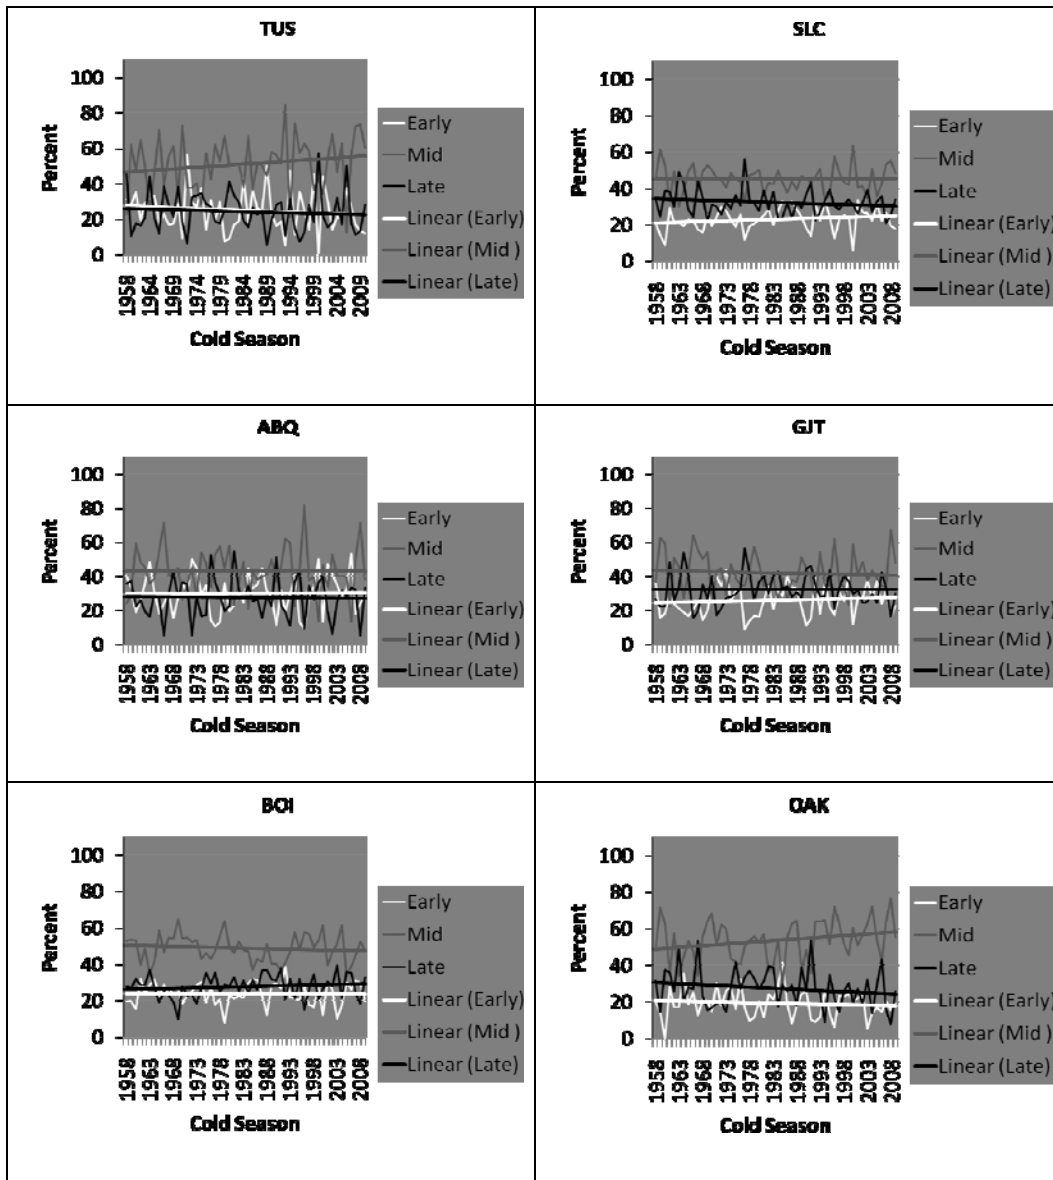 TUS
100
80
60
40
20
0
Percent
1958
1964
1969
1974
1979
1984
1989
1994
1999
2004
2009
Cold Season
Early
Mid
Late
Linear (Early)
Linear (Mid )
Linear (Late)
SLC
100
80
60
40
20
0
Percent
1958
1963
1968
1973
1978
1983
1988
1993
1998
2003
2008
Cold Season
Early
Mid
Late
Linear (Early)
Linear (Mid )
Linear (Late)
ABQ
100
80
60
40
20
0
Percent
1958
1963
1968
1973
1978
1983
1988
1993
1998
2003
2008
Cold Season
Early
Mid
Late
Linear (Early)
Linear (Mid )
Linear (Late)
GJT
100
80
60
40
20
0
Percent
1958
1963
1968
1973
1978
1983
1988
1993
1998
2003
2008
Cold Season
Early
Mid
Late
Linear (Early)
Linear (Mid )
Linear (Late)
BOI
100
80
60
40
20
0
Percent
1958
1963
1968
1973
1978
1983
1988
1993
1998
2003
2008
Cold Season
Early
Mid
Late
Linear (Early)
Linear (Mid )
Linear (Late)
OAK
100
80
60
40
20
0
Percent
1958
1963
1968
1973
1978
1983
1988
1993
1998
2003
2008
Cold Season
Early
Mid
Late
Linear (Early)
Linear (Mid )
Linear (Late)